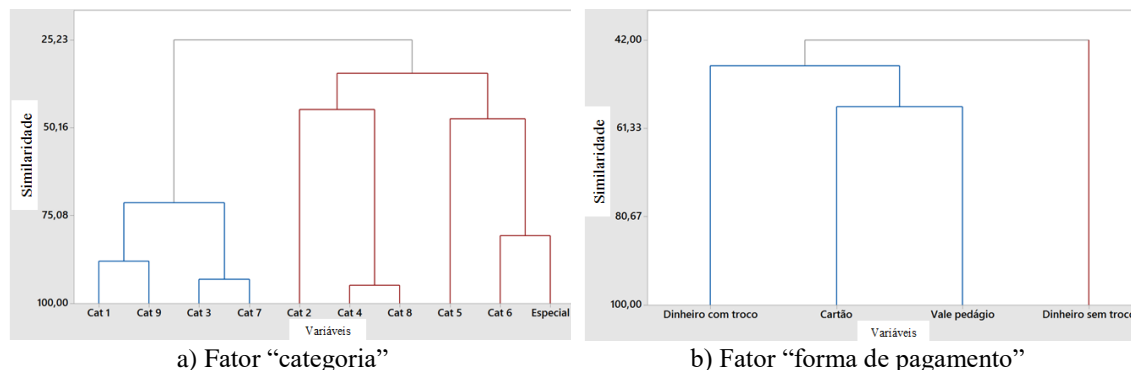 25,23
50,16
75,08
100,00
Similaridade
Cat 1 Cat 9 Cat 3 Cat 7 Cat 2 Cat 4 Cat 8 Cat 5 Cat 6 Especial
Variáveis
a) Fator “categoria”
42,00
61,33
80,67
100,00
Similaridade
Dinheiro com troco Cartão Vale pedágio Dinheiro sem troco
Variáveis
b) Fator “forma de pagamento”